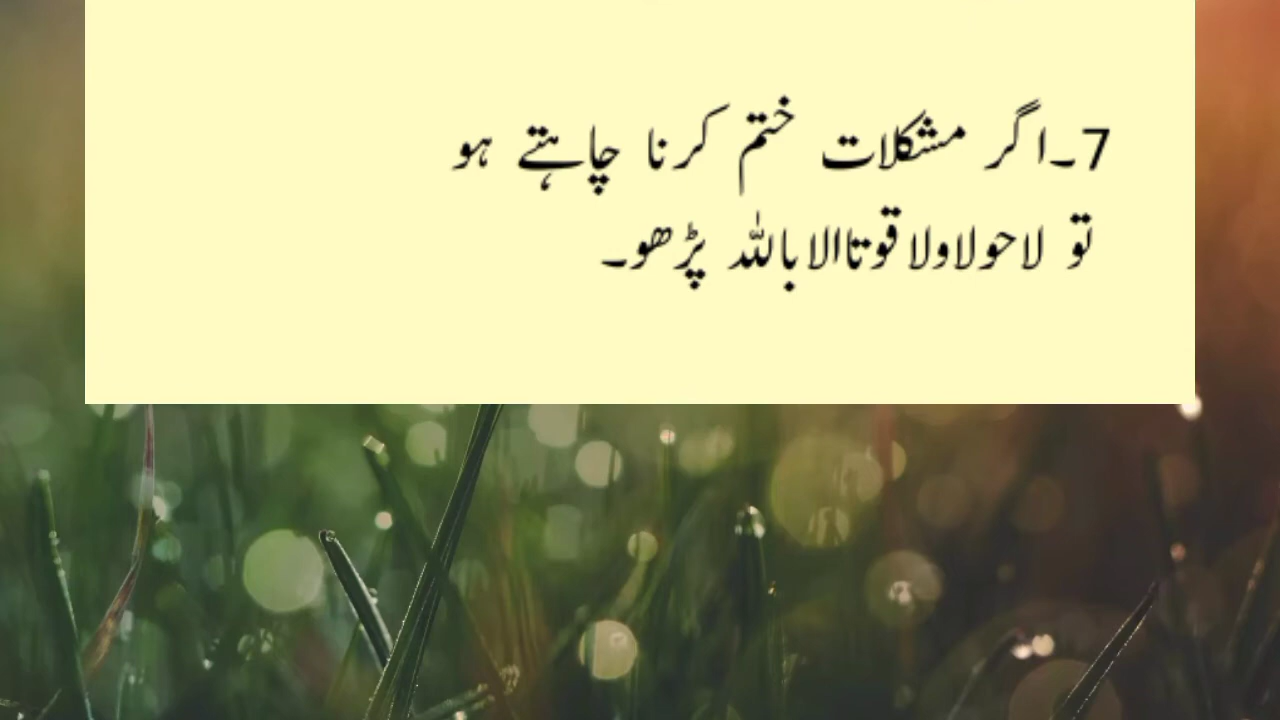 7۔اگر مشکلات ختم کرنا چاہتے ہو
تو لاحولاولاقوتاالاباللہ پڑھو۔